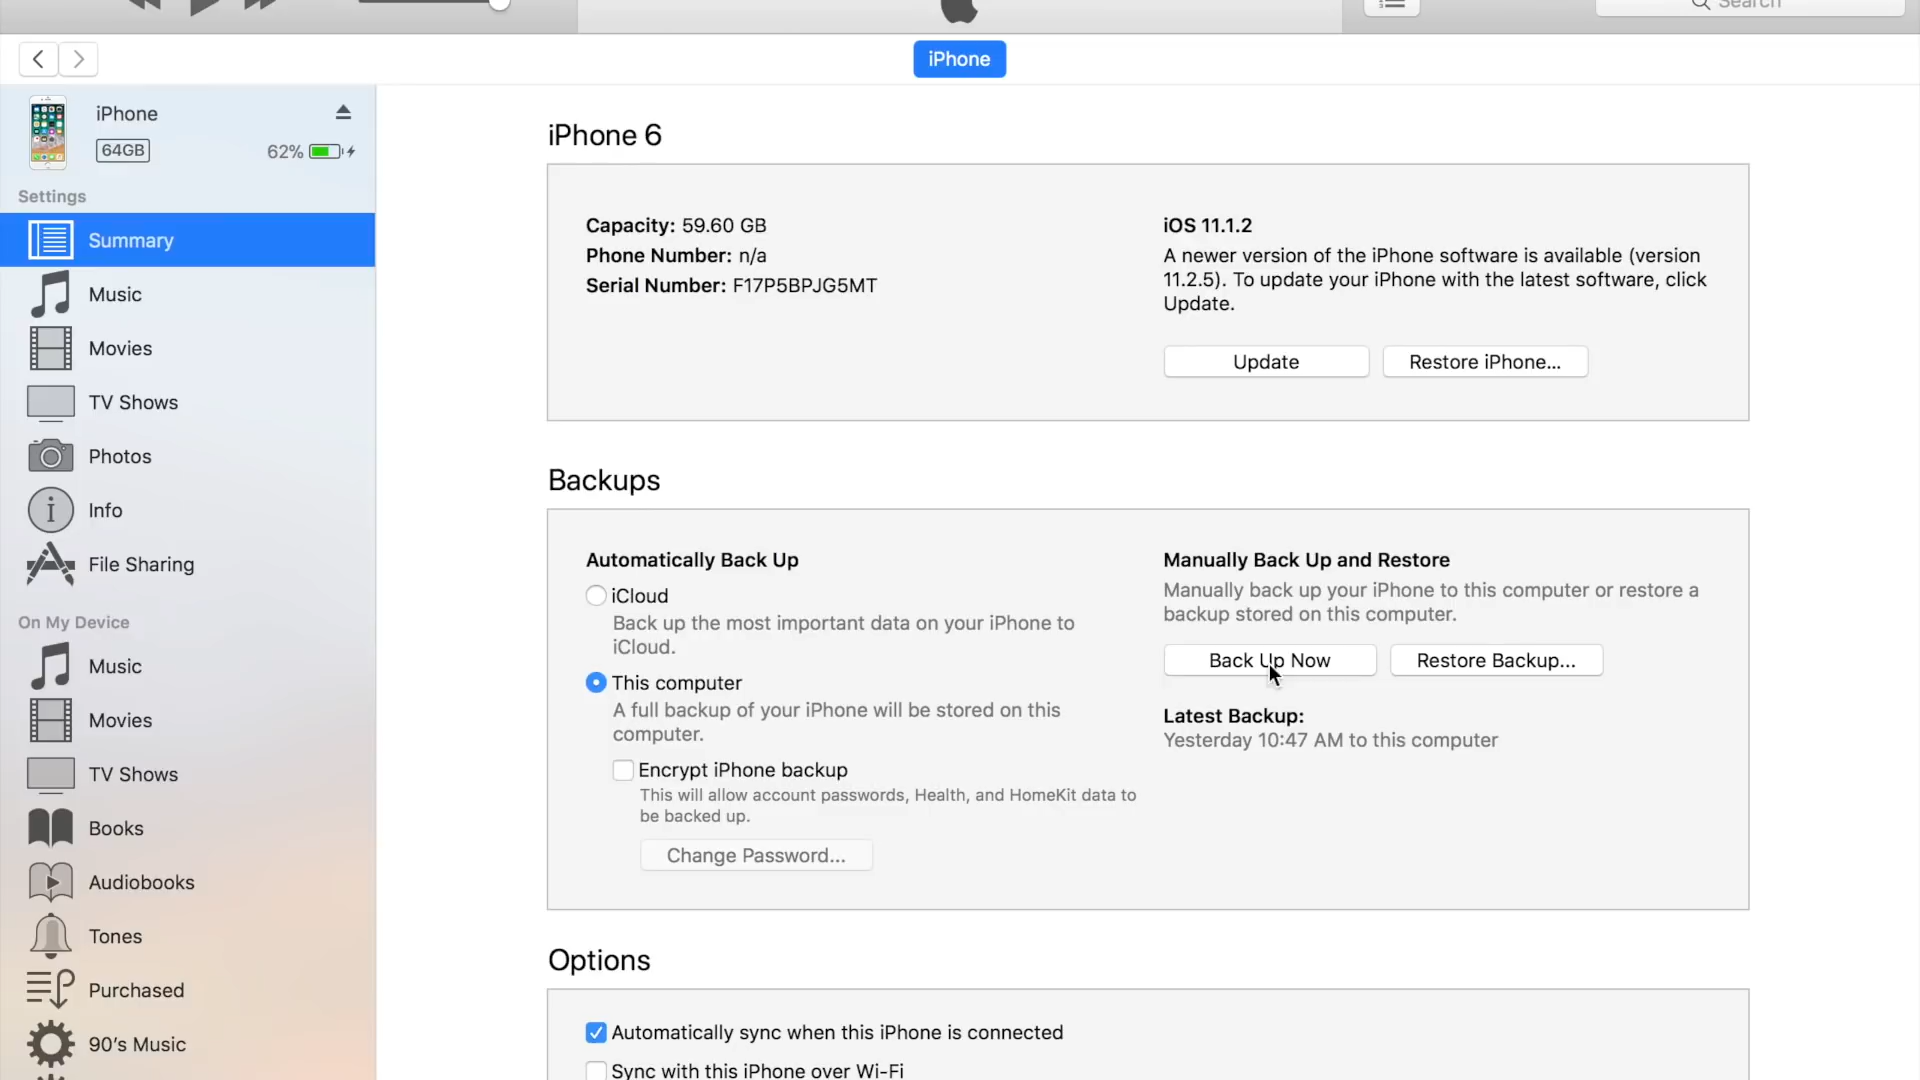 Search
iPhone
iPhone
64GB
62%
Settings
Summary
Music
Movies
TV Shows
Photos
Info
File Sharing
On My Device
Music
Movies
TV Shows
Books
Audiobooks
Tones
Purchased
90's Music
iPhone 6
Capacity: 59.60 GB
Phone Number: n/a
Serial Number: F17P5BPJG5MT
iOS 11.1.2
A newer version of the iPhone software is available (version
11.2.5). To update your iPhone with the latest software, click
Update.
Update
Restore iPhone...
Backups
Automatically Back Up
iCloud
Back up the most important data on your iPhone to
iCloud.
This computer
A full backup of your iPhone will be stored on this
computer.
Encrypt iPhone backup
This will allow account passwords, Health, and HomeKit data to
be backed up.
Change Password...
Manually Back Up and Restore
Manually back up your iPhone to this computer or restore a
backup stored on this computer.
Back Up Now
Restore Backup...
Latest Backup:
Yesterday 10:47 AM to this computer
Options
Automatically sync when this iPhone is connected
Sync with this iPhone over Wi-Fi